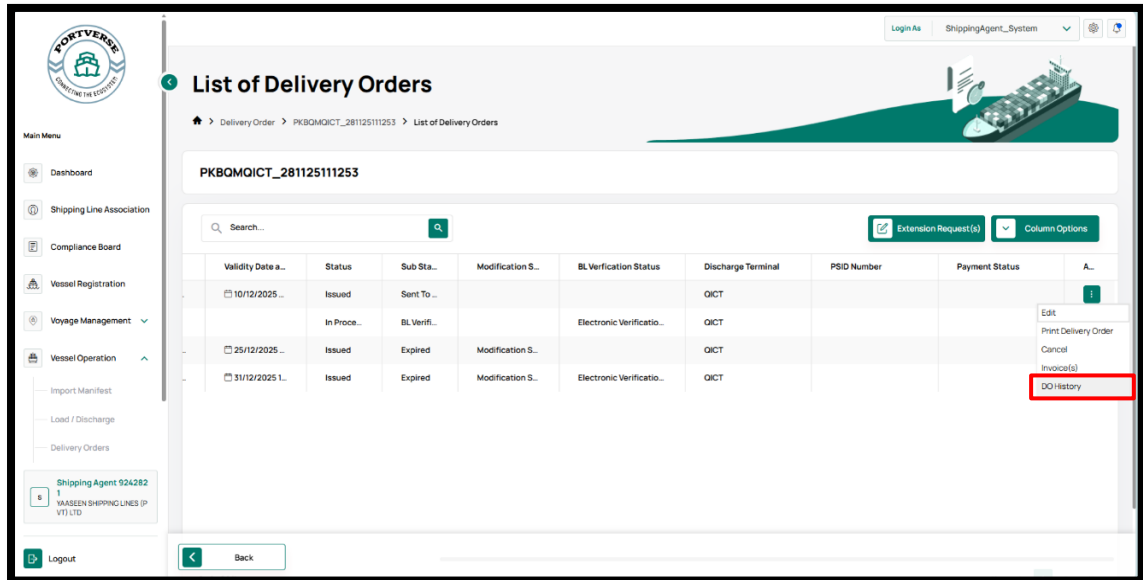 PORTVERSE
CONNECTING THE ECOSYSTEM
Login As ShippingAgent_System
List of Delivery Orders
Delivery Order > PKBQMQICT_281125111253 > List of Delivery Orders
Main Menu
Dashboard
Shipping Line Association
Compliance Board
Vessel Registration
Voyage Management
Vessel Operation
Import Manifest
Load / Discharge
Delivery Orders
S
Shipping Agent 924282
1
YAASEEN SHIPPING LINES (P
VT) LTD
Logout
PKBQMQICT_281125111253
Search...
Extension Request(s)
Column Options
Validity Date a... Status Sub Sta... Modification S... BL Verfication Status Discharge Terminal PSID Number Payment Status A...
10/12/2025 ... Issued Sent To ... QICT
In Proce... BL Verifi... Electronic Verificatio... QICT
25/12/2025 ... Issued Expired Modification S... QICT
31/12/2025 1... Issued Expired Modification S... Electronic Verificatio... QICT
Edit
Print Delivery Order
Cancel
Invoice(s)
DO History
Back